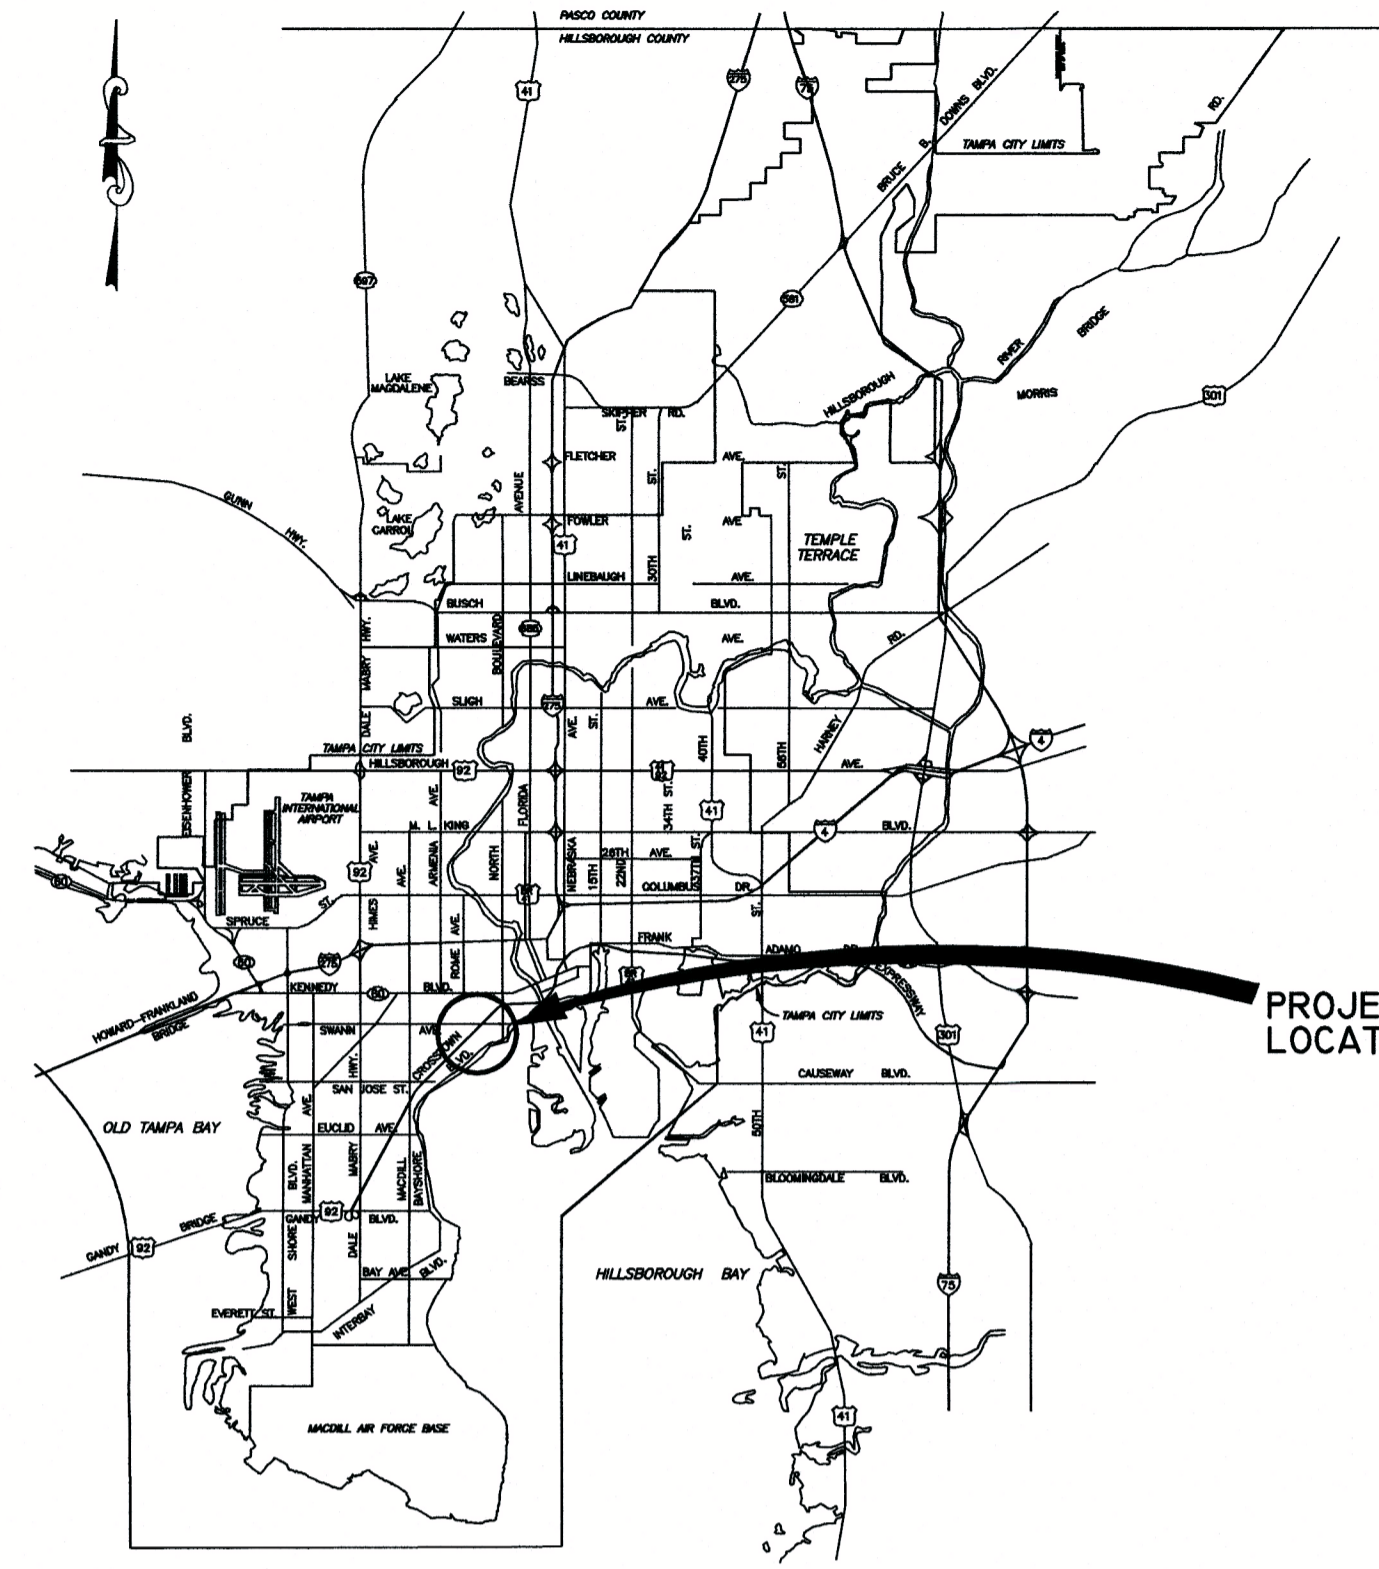 PASCO COUNTY
HILLSBOROUGH COUNTY
41
275
75
BRUCE B. DOWNS BLVD.
TAMPA CITY LIMITS
RD.
597
581
HILLSBOROUGH RIVER
MORRIS BRIDGE
301
LAKE
MAGDALENE
BEARSS
SKIPPER RD.
ST.
FLETCHER AVE.
AVENUE
ST.
ST.
GUNN HWY.
LAKE
CARROLL
FOWLER AVE
ST.
41
TEMPLE
TERRACE
30TH
LINEBAUGH AVE.
BUSCH BLVD.
HWY.
BOULEVARD
WATERS AVE.
RD.
MABRY
SLIGH AVE.
275
AVE.
ST.
DALE
BLVD.
40TH
56TH
HARNEY
4
TAMPA CITY LIMITS
HILLSBOROUGH AVE.
92
EISENHOWER
TAMPA
INTERNATIONAL
AIRPORT
AVE.
FLORIDA
34TH ST.
41
M. L. KING BLVD.
4
AVE.
92
AVE.
ARMENIA
NORTH
NEBRASKA
15TH
22ND
26TH AVE.
ST.
COLUMBUS DR.
60
ST.
HIMES
SPRUCE
AVE.
ROME
ST.
FRANK ADAMO DR.
60
275
EXPRESSWAY
KENNEDY BLVD.
60
HOWARD-FRANKLAND
BRIDGE
SWANN AVE.
CROSSTOWN
BLVD.
TAMPA CITY LIMITS
41
301
PROJE
LOCAT
HWY.
SAN JOSE ST.
CAUSEWAY BLVD.
AVE.
OLD TAMPA BAY
EUCLID AVE.
50TH
MANHATTAN
BLVD.
MABRY
MACDILL
BAYSHORE
BLOOMINGDALE BLVD.
92
GANDY BLVD.
GANDY BRIDGE
92
SHORE
DALE
BAY AVE
BLVD.
HILLSBOROUGH BAY
75
WEST
EVERETT ST.
INTERBAY
MACDILL AIR FORCE BASE
41